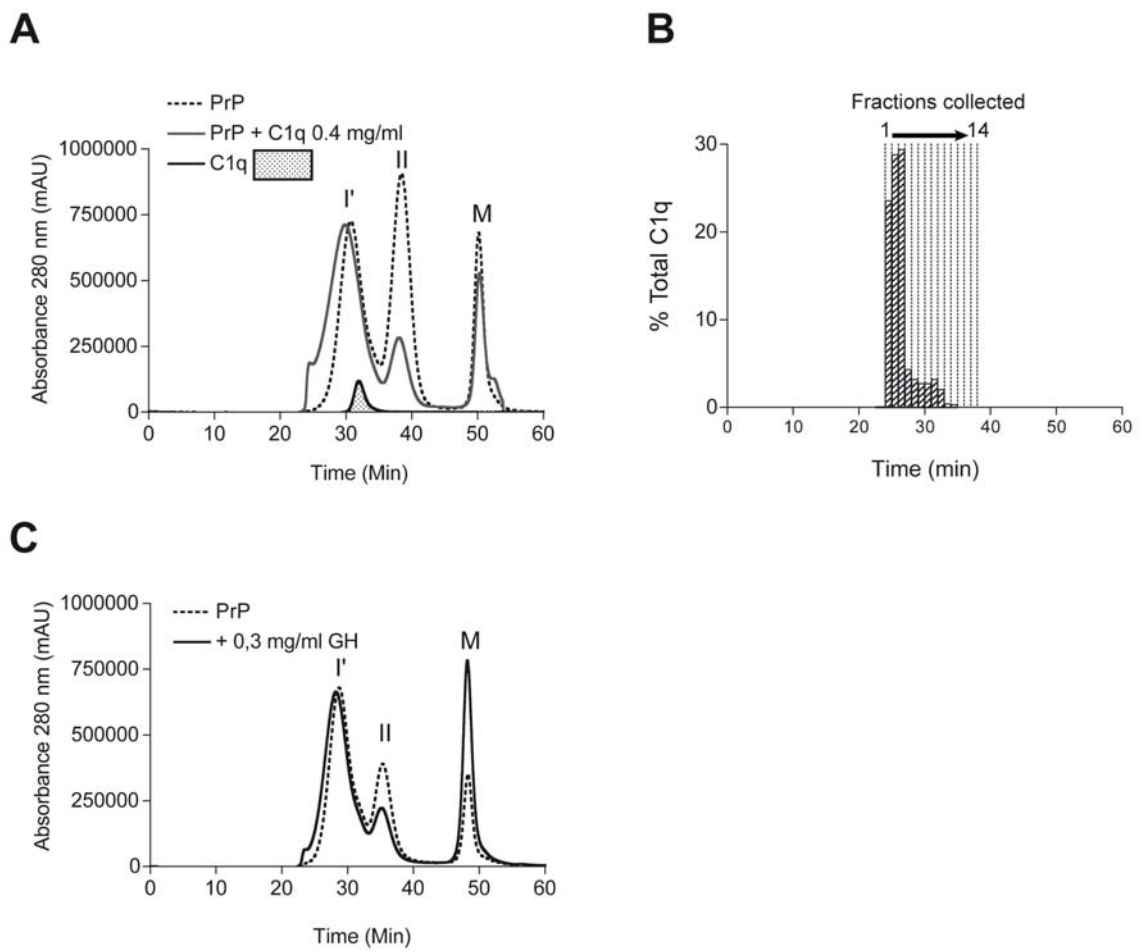 A
PrP
PrP + C1q 0.4 mg/ml
C1q
1000000
750000
500000
250000
0
Absorbance 280 nm (mAU)
I'
II
M
0 10 20 30 40 50 60
Time (Min)
B
Fractions collected
1 14
30
20
10
0
% Total C1q
0 10 20 30 40 50 60
Time (min)
C
PrP
+ 0,3 mg/ml GH
1000000
750000
500000
250000
0
Absorbance 280 nm (mAU)
I'
II
M
0 10 20 30 40 50 60
Time (Min)